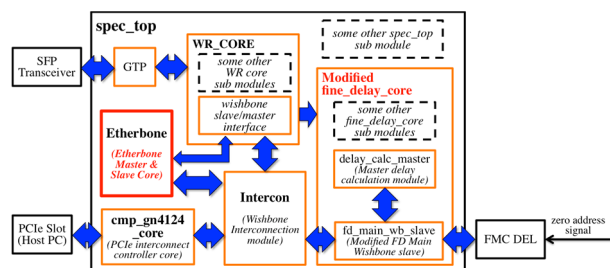 spec_top
some other spec_top
sub module
SFP
Transceiver
GTP
WR_CORE
some other
WR core
sub modules
wishbone
slave/master
interface
Modified
fine_delay_core
some other
fine_delay_core
sub modules
Etherbone
(Etherbone
Master &
Slave Core)
delay_calc_master
(Master delay
calculation module)
PCIe Slot
(Host PC)
cmp_gn4124
_core
(PCIe interconnect
controller core)
Intercon
(Wishbone
Interconnection
module)
fd_main_wb_slave
(Modified FD Main
Wishbone slave)
FMC DEL
zero address
signal